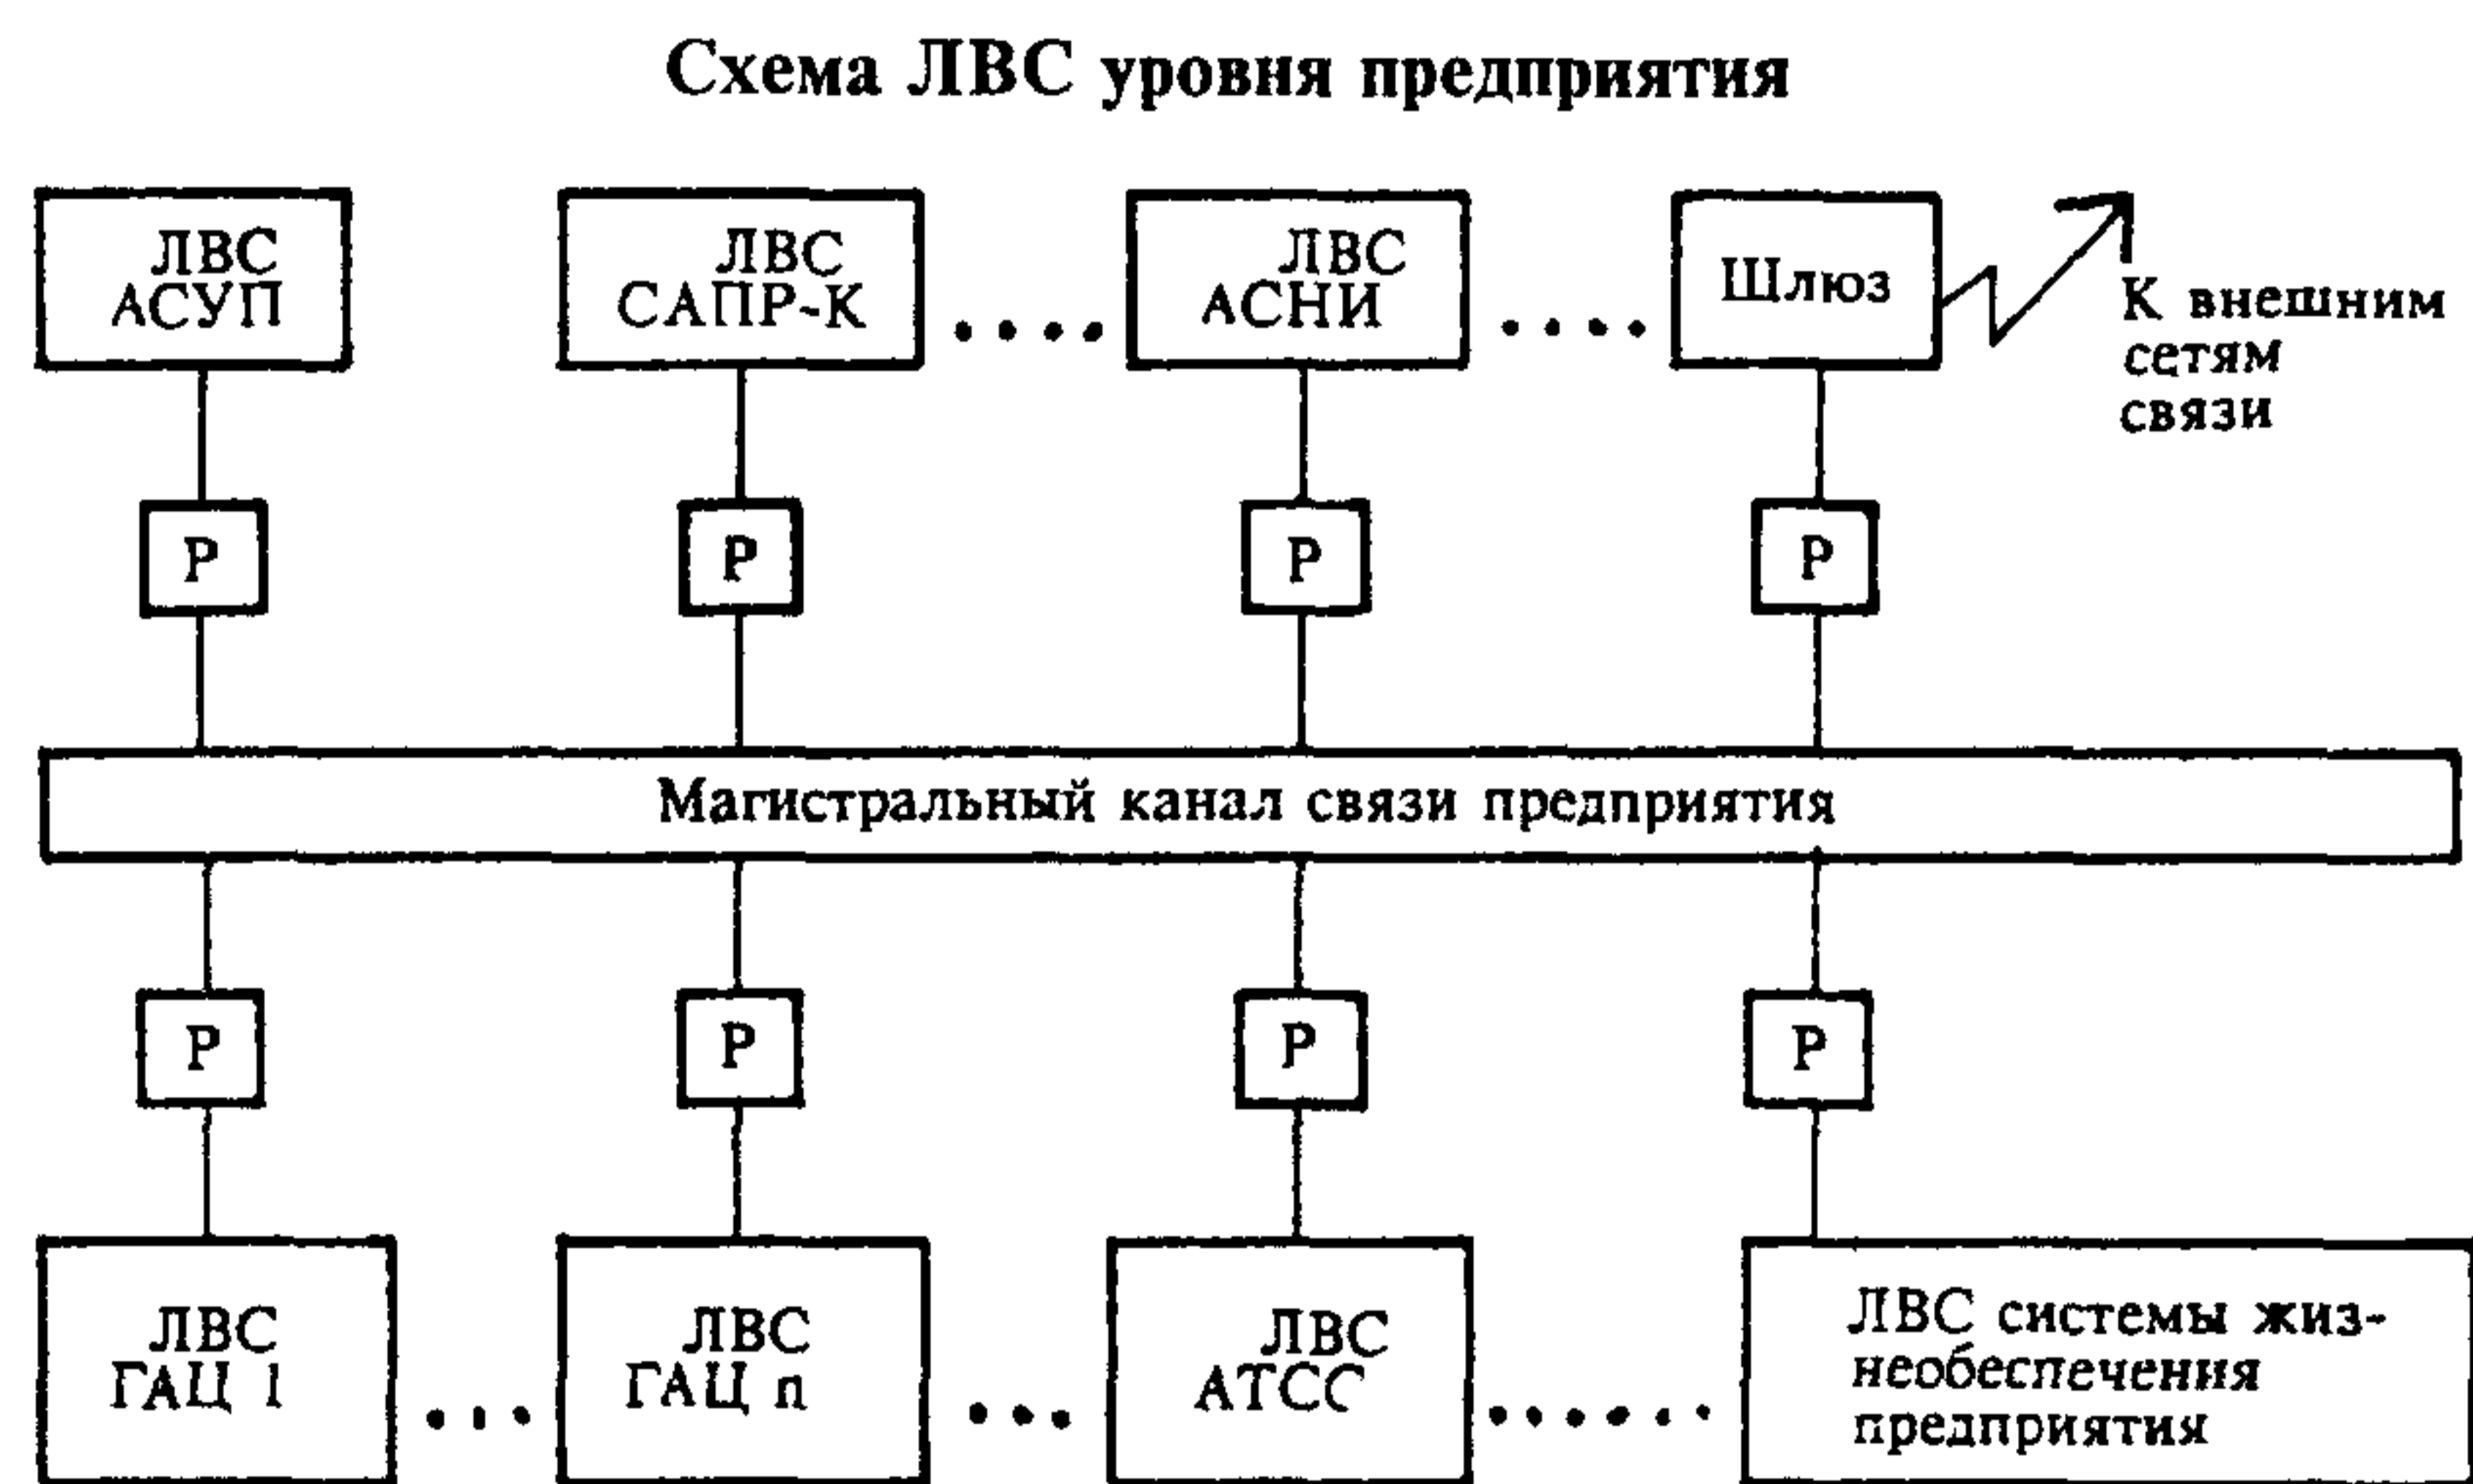 Схема ЛВС уровня предприятия
ЛВС
АСУП
ЛВС
САПР-К
ЛВС
АСНИ
Шлюз
К внешним
сетям
связи
Р
Р
Р
Р
Магистральный канал связи предприятия
Р
Р
Р
Р
ЛВС
ГАЦ 1
ЛВС
ГАЦ n
ЛВС
АТСС
ЛВС системы жиз-
необеспечения
предприятия